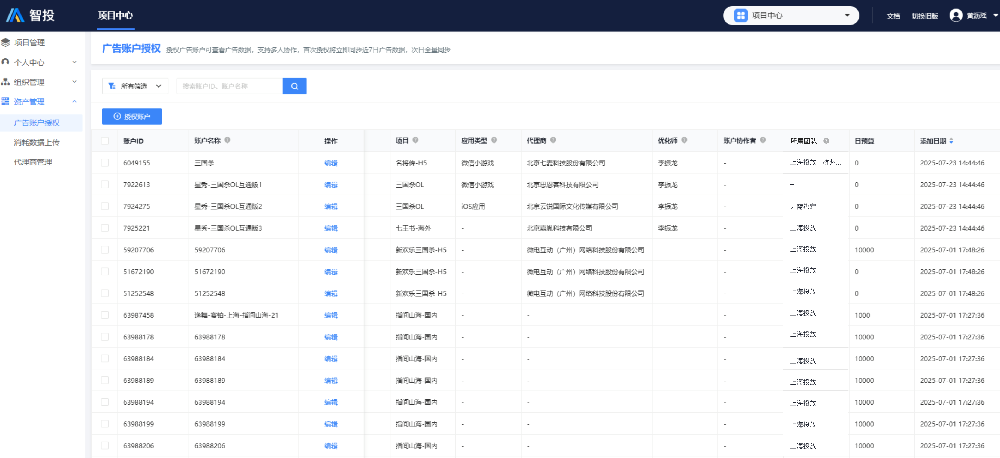 智投 项目中心 项目中心 文档 切换旧版 黄沥瑶
项目管理
个人中心
组织管理
资产管理
广告账户授权
消耗数据上传
代理商管理
广告账户授权 授权广告账户可查看广告数据，支持多人协作，首次授权将立即同步近7日广告数据，次日全量同步
所有筛选 搜索账户ID、账户名称
授权账户
账户ID 账户名称 操作 项目 应用类型 代理商 优化师 账户协作者 所属团队 日预算 添加日期
6049155 三国杀 编辑 名将传-H5 微信小游戏 北京七麦科技股份有限公司 李振龙 - 上海投放、杭州... 0 2025-07-23 14:44:46
7922613 星秀-三国杀OL互通版1 编辑 三国杀OL 微信小游戏 北京思恩客科技有限公司 李振龙 - - 0 2025-07-23 14:44:46
7924275 星秀-三国杀OL互通版2 编辑 三国杀OL iOS应用 北京云锐国际文化传媒有限公司 李振龙 - 无需绑定 0 2025-07-23 14:44:46
7925221 星秀-三国杀OL互通版3 编辑 七王书-海外 - 北京嘉胤科技有限公司 李振龙 - 上海投放 0 2025-07-23 14:44:46
59207706 59207706 编辑 新欢乐三国杀-H5 - 微电互动（广州）网络科技股份有限公司 - 上海投放 10000 2025-07-01 17:48:26
51672190 51672190 编辑 新欢乐三国杀-H5 - 微电互动（广州）网络科技股份有限公司 - 上海投放 0 2025-07-01 17:48:26
51252548 51252548 编辑 新欢乐三国杀-H5 - 微电互动（广州）网络科技股份有限公司 - 上海投放 0 2025-07-01 17:48:26
63987458 逸舞-赛铂-上海-指间山海-21 编辑 指间山海-国内 - - - 上海投放 1000 2025-07-01 17:27:36
63988178 63988178 编辑 指间山海-国内 - - - 上海投放 10000 2025-07-01 17:27:36
63988184 63988184 编辑 指间山海-国内 - - - 上海投放 10000 2025-07-01 17:27:36
63988189 63988189 编辑 指间山海-国内 - - - 上海投放 10000 2025-07-01 17:27:36
63988194 63988194 编辑 指间山海-国内 - - - 上海投放 10000 2025-07-01 17:27:36
63988199 63988199 编辑 指间山海-国内 - - - 上海投放 10000 2025-07-01 17:27:36
63988206 63988206 编辑 指间山海-国内 - - - 上海投放 10000 2025-07-01 17:27:36